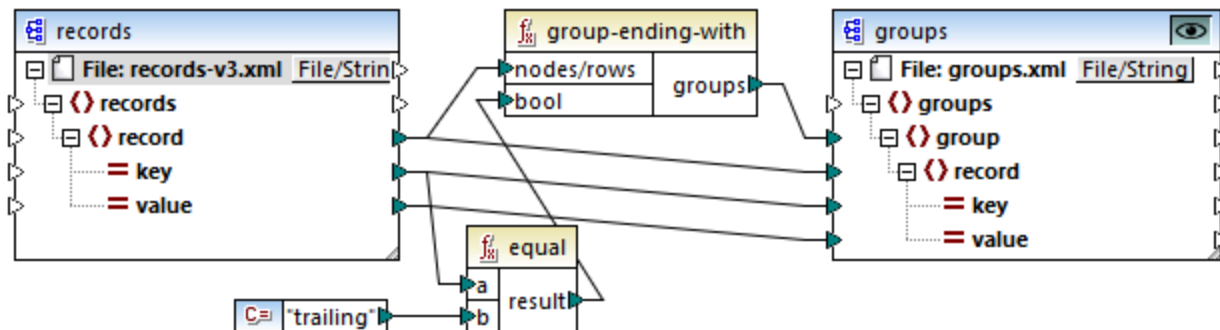 records
File: records-v3.xml File/Strin
records
record
key
value
group-ending-with
nodes/rows
bool
groups
equal
a
b
result
C= "trailing"
groups
File: groups.xml File/String
groups
group
record
key
value